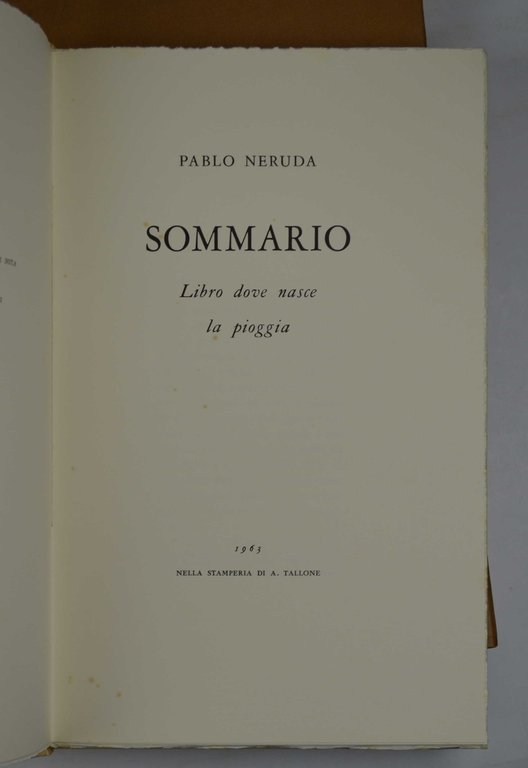 PABLO NERUDA
SOMMARIO
Libro dove nasce
la pioggia
1963
NELLA STAMPERIA DI A. TALLONE